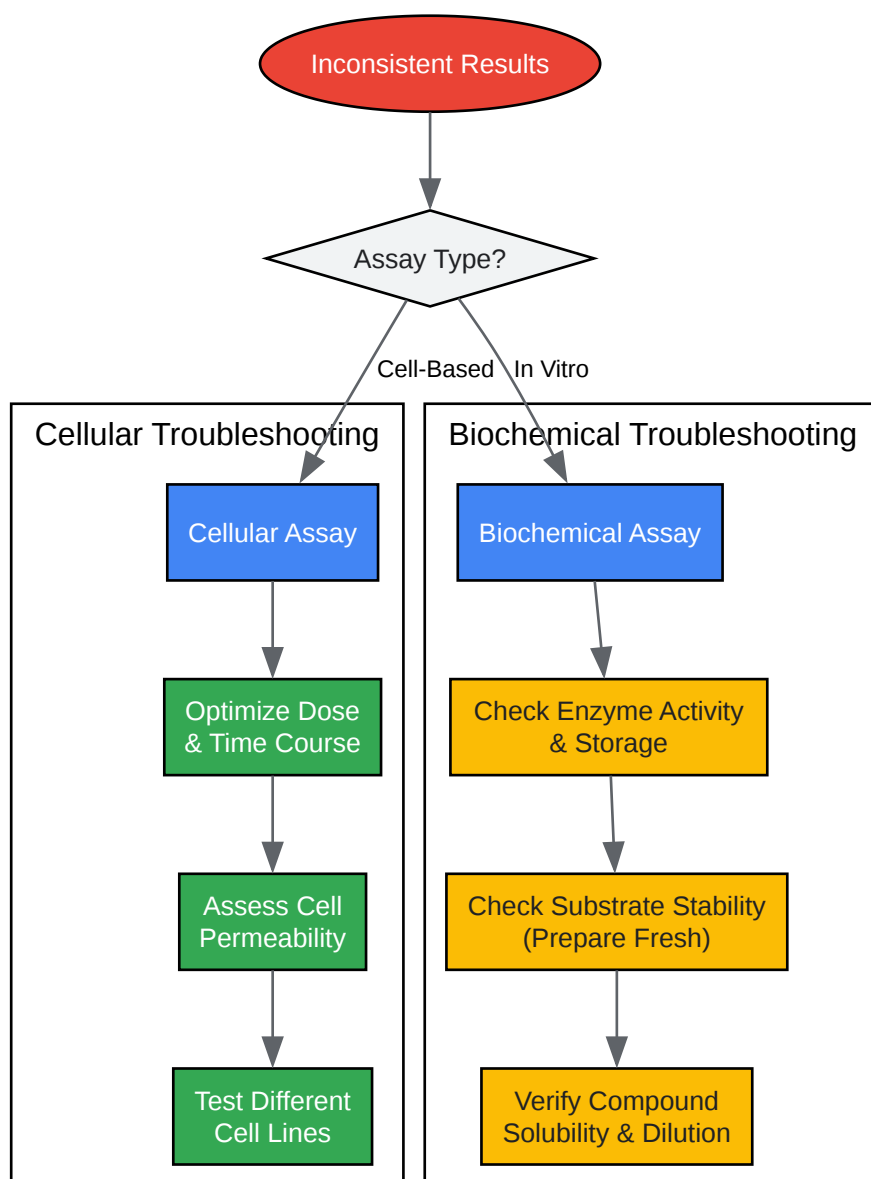 Inconsistent Results
Assay Type?
Cell-Based
In Vitro
Cellular Troubleshooting
Cellular Assay
Optimize Dose
& Time Course
Assess Cell
Permeability
Test Different
Cell Lines
Biochemical Troubleshooting
Biochemical Assay
Check Enzyme Activity
& Storage
Check Substrate Stability
(Prepare Fresh)
Verify Compound
Solubility & Dilution